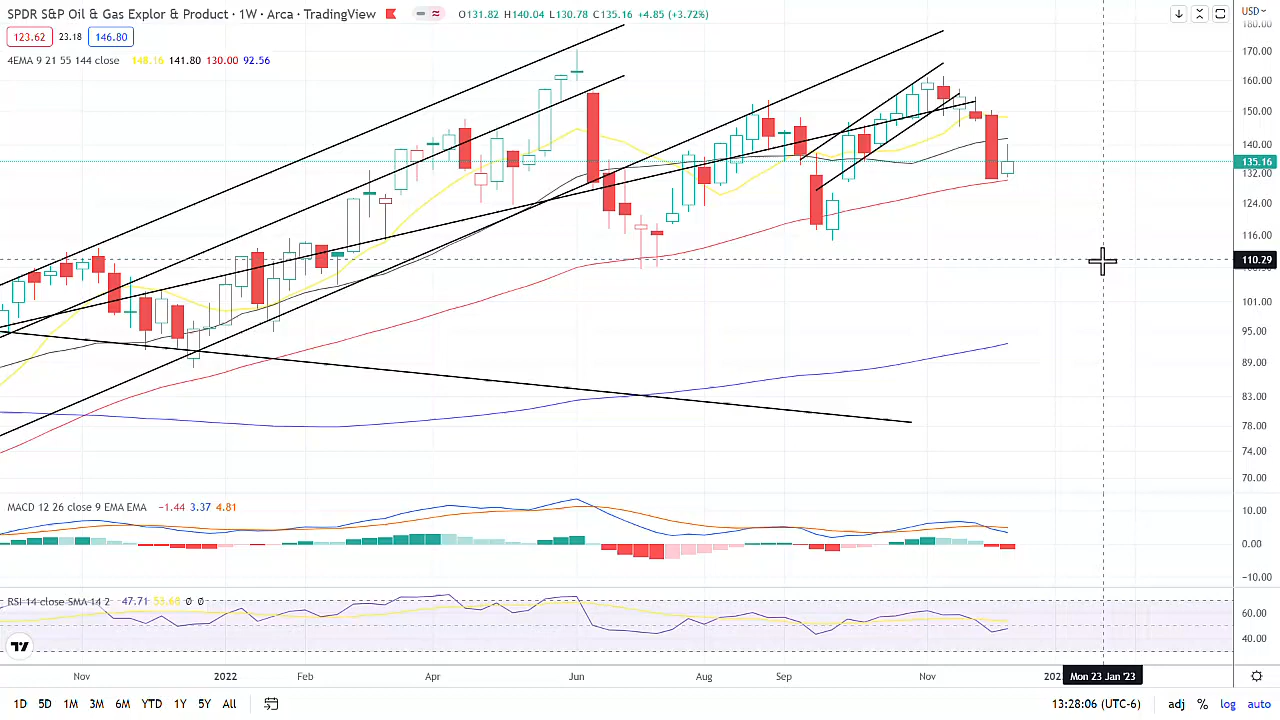 SPDR S&P Oil & Gas Explor & Product · 1W · Arca · TradingView O131.82 H140.04 L130.78 C135.16 +4.85 (+3.72%)
USD
123.62 23.18 146.80
4EMA 9 21 55 144 close 148.16 141.80 130.00 92.56
180.00
170.00
160.00
150.00
140.00
135.16
132.00
124.00
116.00
110.29
101.00
95.00
89.00
83.00
78.00
74.00
70.00
MACD 12 26 close 9 EMA EMA −1.44 3.37 4.81
10.00
0.00
−10.00
RSI 14 close SMA 14 2 47.71 53.68 Ø Ø
60.00
40.00
Nov 2022 Feb Apr Jun Aug Sep Nov Mon 23 Jan '23
1D 5D 1M 3M 6M YTD 1Y 5Y All 13:28:06 (UTC-6) adj % log auto